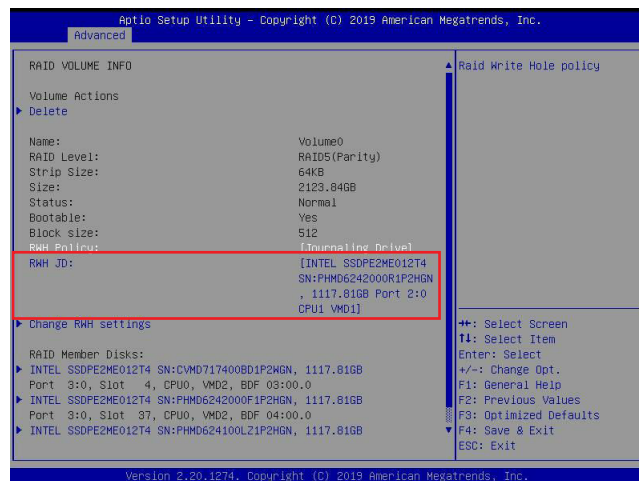 Aptio Setup Utility – Copyright (C) 2019 American Megatrends, Inc.
Advanced
RAID VOLUME INFO
Volume Actions
Delete
Name: Volume0
RAID Level: RAID5(Parity)
Strip Size: 64KB
Size: 2123.84GB
Status: Normal
Bootable: Yes
Block size: 512
RWH Policy: [Journaling Drive]
RWH JD: [INTEL SSDPE2ME012T4
SN:PHMD6242000R1P2HGN
, 1117.81GB Port 2:0
CPU1 VMD1]
Change RWH settings
RAID Member Disks:
INTEL SSDPE2ME012T4 SN:CVMD717400BD1P2WGN, 1117.81GB
Port 3:0, Slot 4, CPU0, VMD2, BDF 03:00.0
INTEL SSDPE2ME012T4 SN:PHMD6242000F1P2HGN, 1117.81GB
Port 3:0, Slot 37, CPU0, VMD2, BDF 04:00.0
INTEL SSDPE2ME012T4 SN:PHMD624100LZ1P2HGN, 1117.81GB
Raid Write Hole policy
→←: Select Screen
↑↓: Select Item
Enter: Select
+/-: Change Opt.
F1: General Help
F2: Previous Values
F3: Optimized Defaults
F4: Save & Exit
ESC: Exit
Version 2.20.1274. Copyright (C) 2019 American Megatrends, Inc.